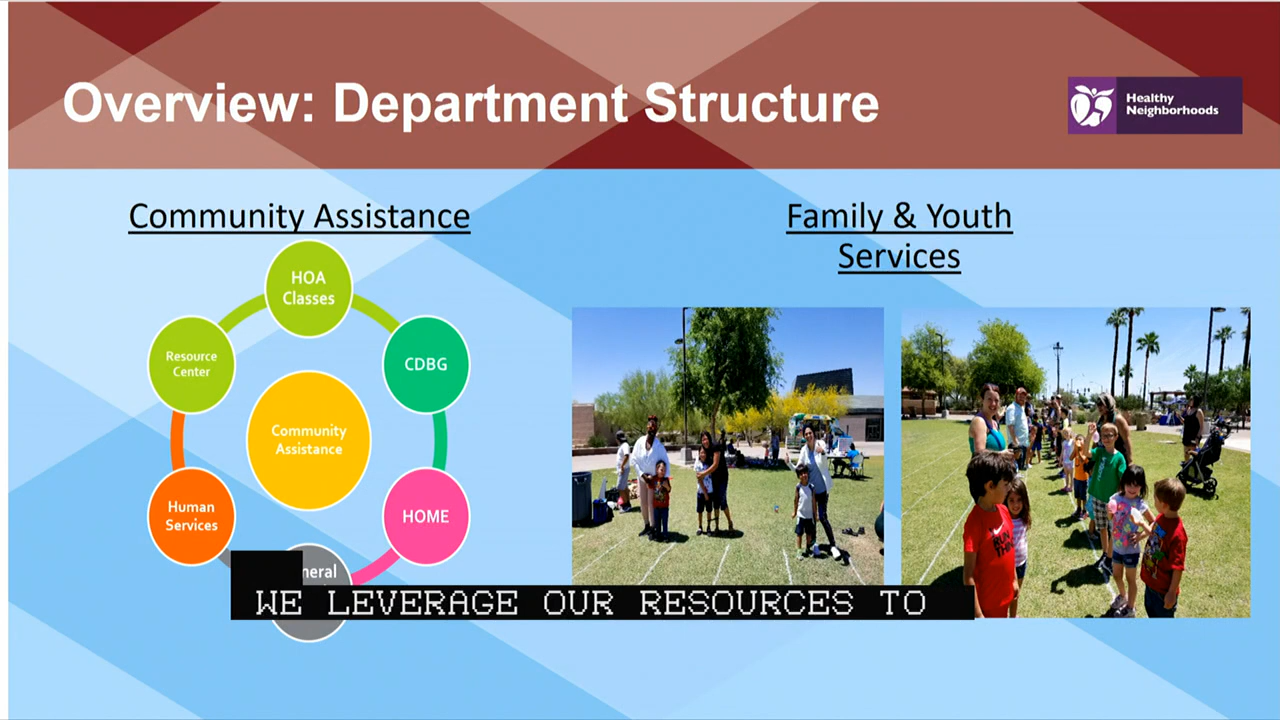 Overview: Department Structure
Healthy
Neighborhoods
Community Assistance
Family & Youth
Services
HOA
Classes
Resource
Center
CDBG
Community
Assistance
Human
Services
HOME
WE LEVERAGE OUR RESOURCES TO